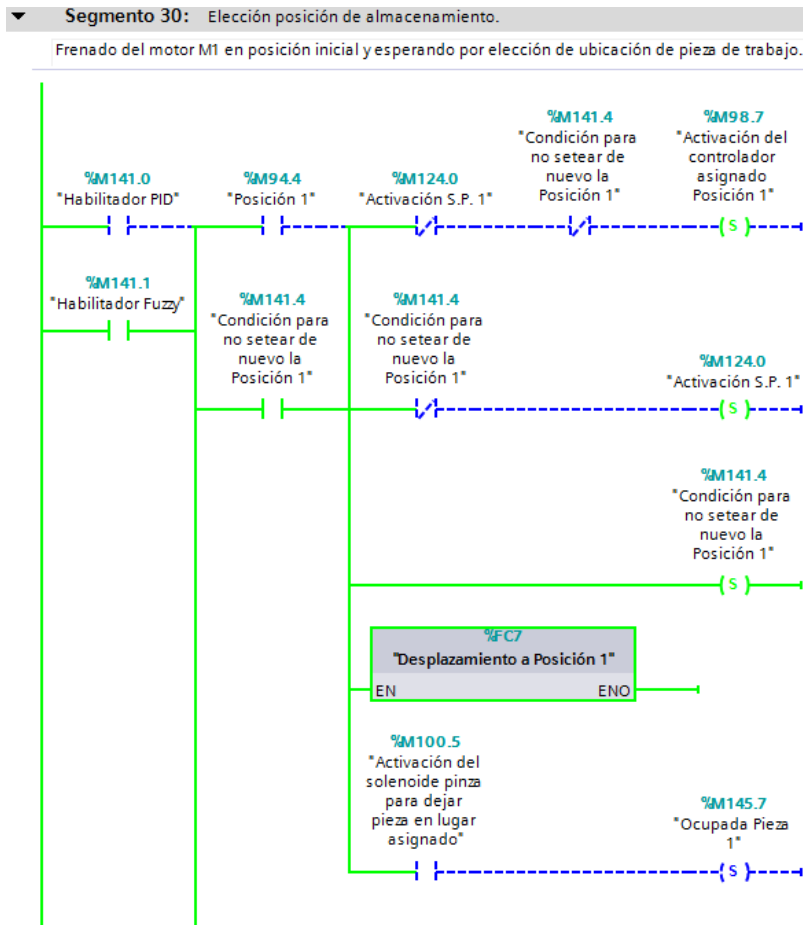 Segmento 30: Elección posición de almacenamiento.
Frenado del motor M1 en posición inicial y esperando por elección de ubicación de pieza de trabajo.
%M141.0
"Habilitador PID"
%M94.4
"Posición 1"
%M124.0
"Activación S.P. 1"
%M141.4
"Condición para
no setear de
nuevo la
Posición 1"
%M98.7
"Activación del
controlador
asignado
Posición 1"
S
%M141.1
"Habilitador Fuzzy"
%M141.4
"Condición para
no setear de
nuevo la
Posición 1"
%M141.4
"Condición para
no setear de
nuevo la
Posición 1"
%M124.0
"Activación S.P. 1"
S
%M141.4
"Condición para
no setear de
nuevo la
Posición 1"
S
%FC7
"Desplazamiento a Posición 1"
EN ENO
%M100.5
"Activación del
solenoide pinza
para dejar
pieza en lugar
asignado"
%M145.7
"Ocupada Pieza
1"
S